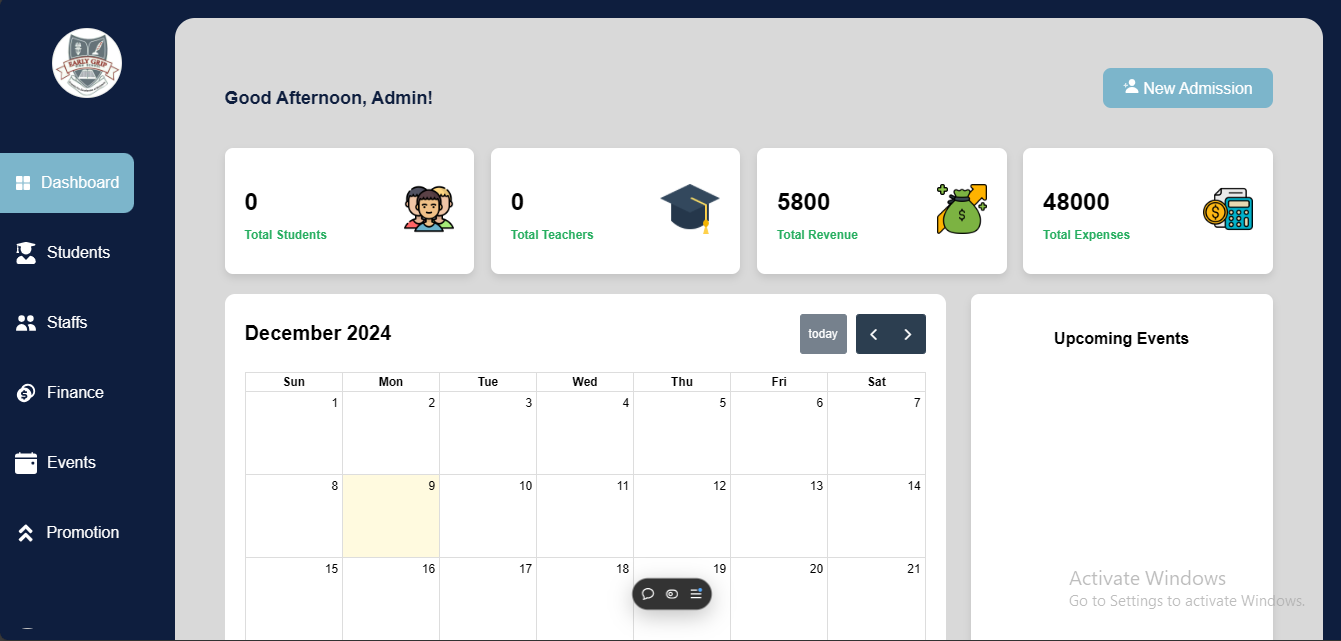 EARLY GRIP
Good Afternoon, Admin!
New Admission
Dashboard
Students
Staffs
Finance
Events
Promotion
0
Total Students
0
Total Teachers
5800
Total Revenue
48000
Total Expenses
December 2024
today
Sun Mon Tue Wed Thu Fri Sat
1 2 3 4 5 6 7
8 9 10 11 12 13 14
15 16 17 18 19 20 21
Upcoming Events
Activate Windows
Go to Settings to activate Windows.